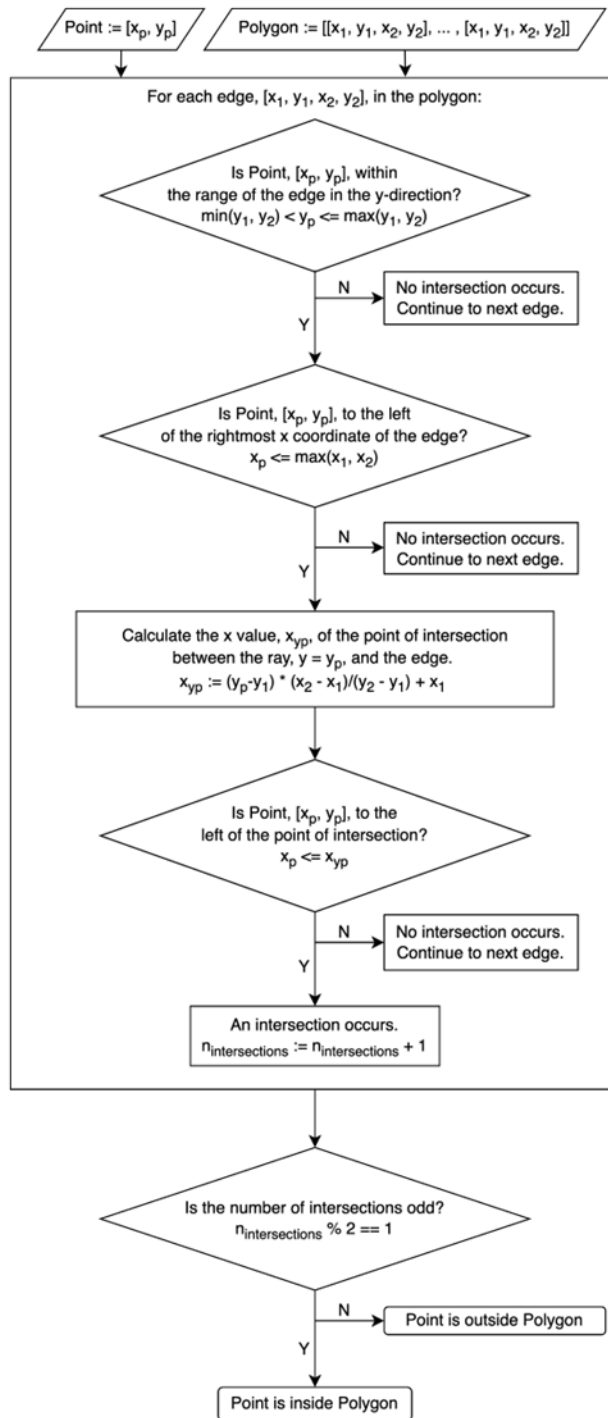 Point := [xₚ, yₚ]
Polygon := [[x₁, y₁, x₂, y₂], ... , [x₁, y₁, x₂, y₂]]
For each edge, [x₁, y₁, x₂, y₂], in the polygon:
Is Point, [xₚ, yₚ], within
the range of the edge in the y-direction?
min(y₁, y₂) < yₚ <= max(y₁, y₂)
N
No intersection occurs.
Continue to next edge.
Y
Is Point, [xₚ, yₚ], to the left
of the rightmost x coordinate of the edge?
xₚ <= max(x₁, x₂)
N
No intersection occurs.
Continue to next edge.
Y
Calculate the x value, x_yp, of the point of intersection
between the ray, y = yₚ, and the edge.
x_yp := (yₚ-y₁) * (x₂ - x₁)/(y₂ - y₁) + x₁
Is Point, [xₚ, yₚ], to the
left of the point of intersection?
xₚ <= x_yp
N
No intersection occurs.
Continue to next edge.
Y
An intersection occurs.
n_intersections := n_intersections + 1
Is the number of intersections odd?
n_intersections % 2 == 1
N
Point is outside Polygon
Y
Point is inside Polygon